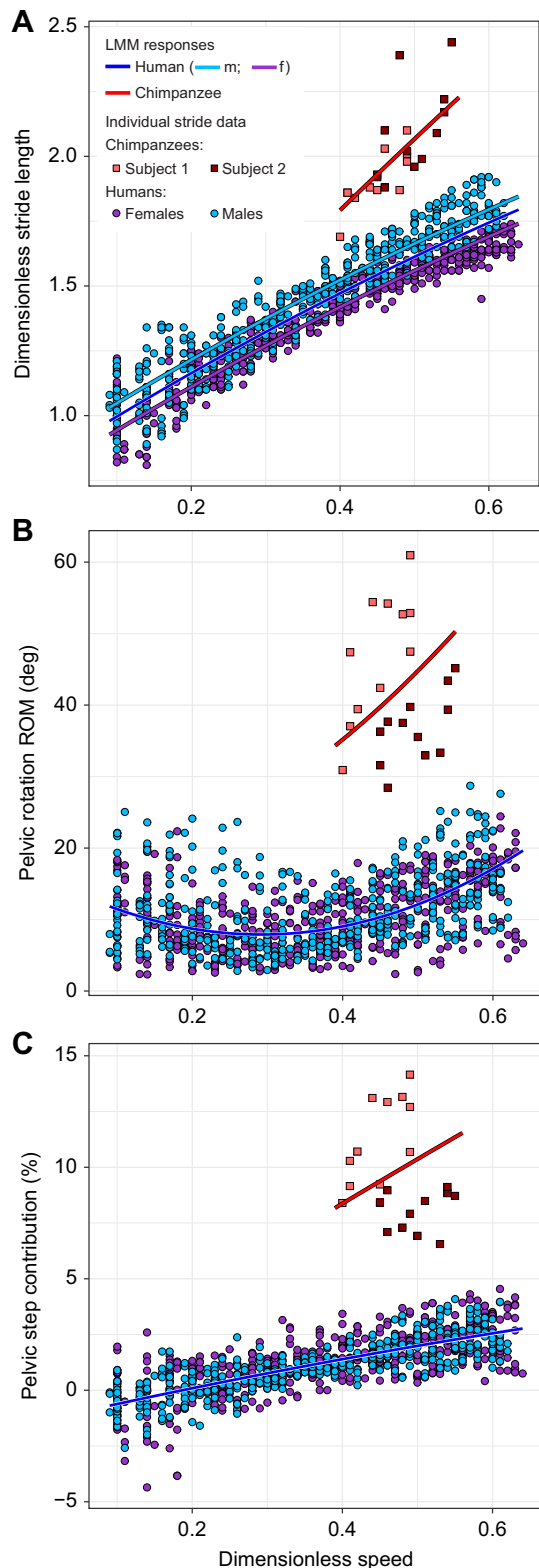 A
2.5
LMM responses
Human ( m; f)
Chimpanzee
Individual stride data
Chimpanzees:
Subject 1 Subject 2
Humans:
Females Males
2.0
1.5
1.0
Dimensionless stride length
0.2 0.4 0.6
B
60
40
20
0
Pelvic rotation ROM (deg)
0.2 0.4 0.6
C
15
10
5
0
−5
Pelvic step contribution (%)
0.2 0.4 0.6
Dimensionless speed